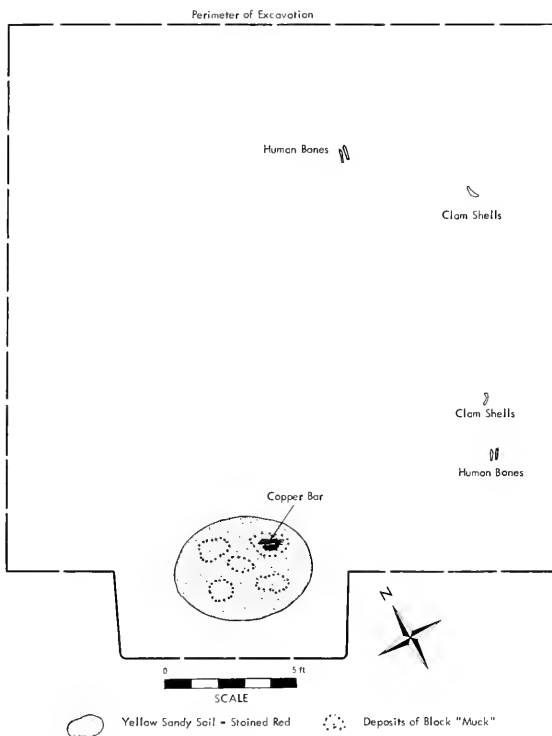 Perimeter of Excavation
Human Bones
Clam Shells
Clam Shells
Human Bones
Copper Bar
N
0 5 ft
SCALE
Yellow Sandy Soil - Stained Red
Deposits of Block "Muck"